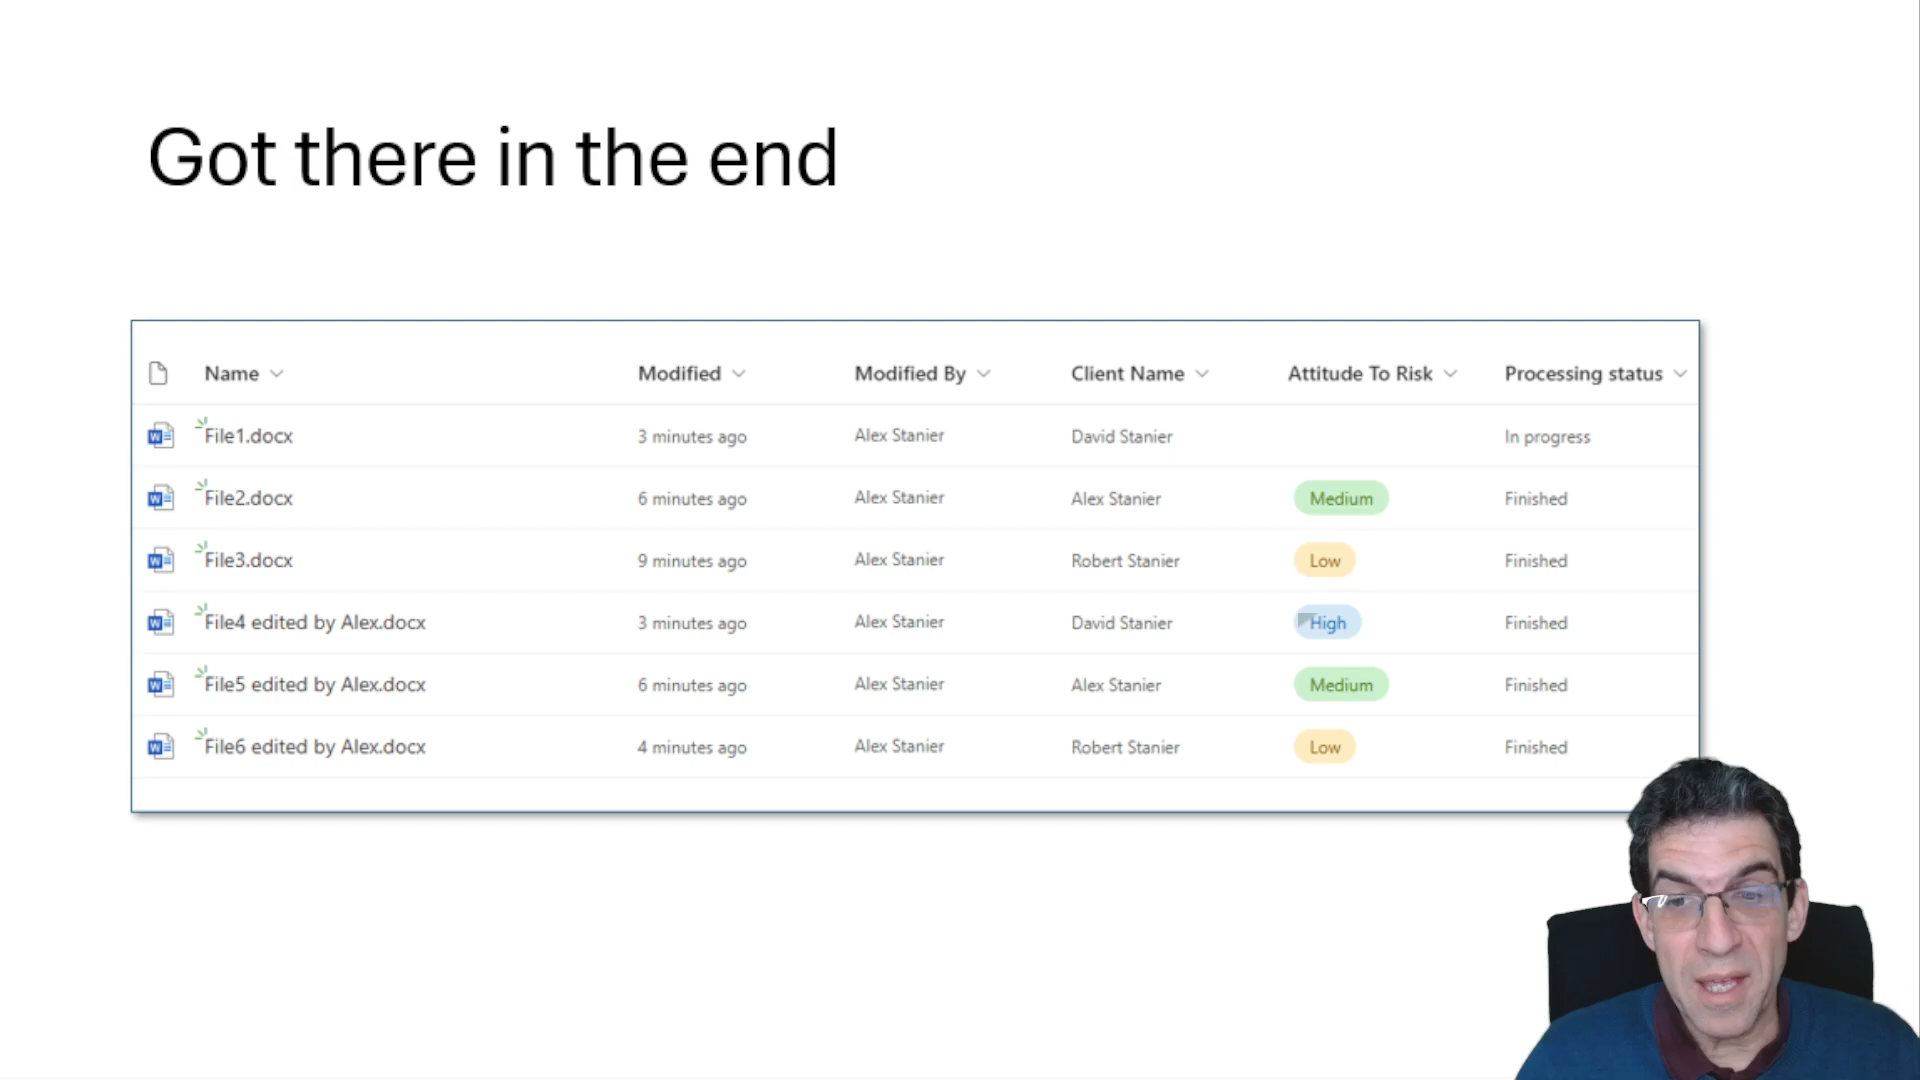 Got there in the end
Name Modified Modified By Client Name Attitude To Risk Processing status
File1.docx 3 minutes ago Alex Stanier David Stanier In progress
File2.docx 6 minutes ago Alex Stanier Alex Stanier Medium Finished
File3.docx 9 minutes ago Alex Stanier Robert Stanier Low Finished
File4 edited by Alex.docx 3 minutes ago Alex Stanier David Stanier High Finished
File5 edited by Alex.docx 6 minutes ago Alex Stanier Alex Stanier Medium Finished
File6 edited by Alex.docx 4 minutes ago Alex Stanier Robert Stanier Low Finished